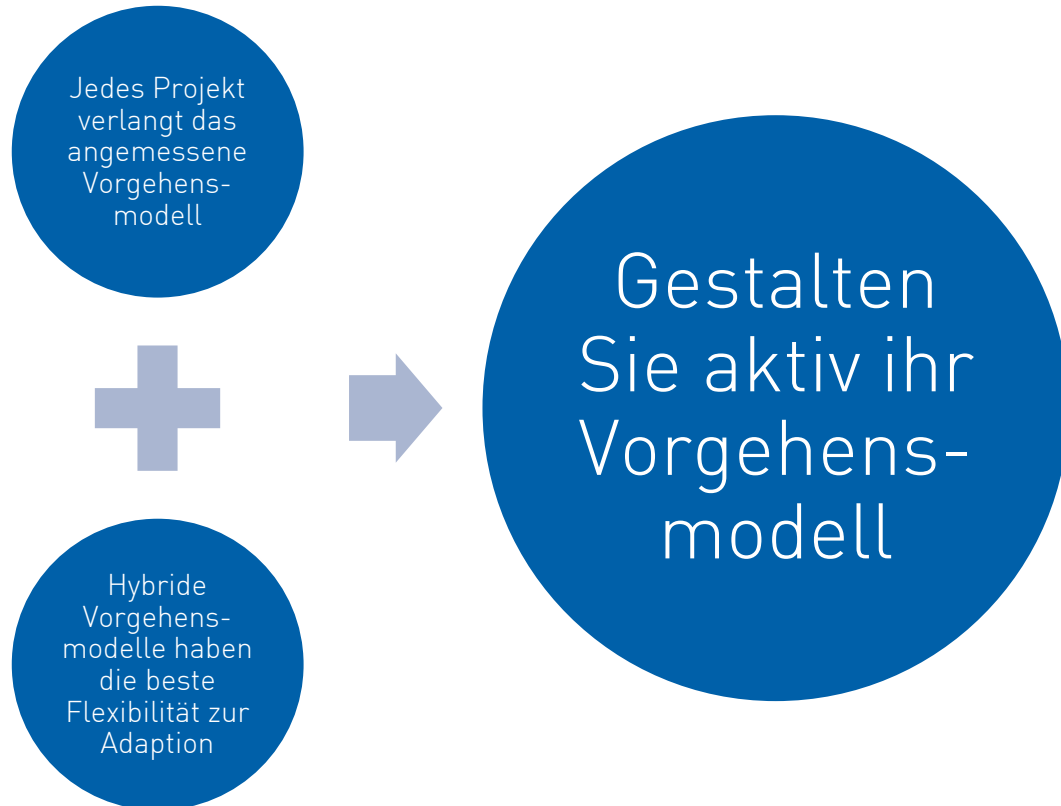 Jedes Projekt
verlangt das
angemessene
Vorgehens-
modell
Hybride
Vorgehens-
modelle haben
die beste
Flexibilität zur
Adaption
Gestalten
Sie aktiv ihr
Vorgehens-
modell